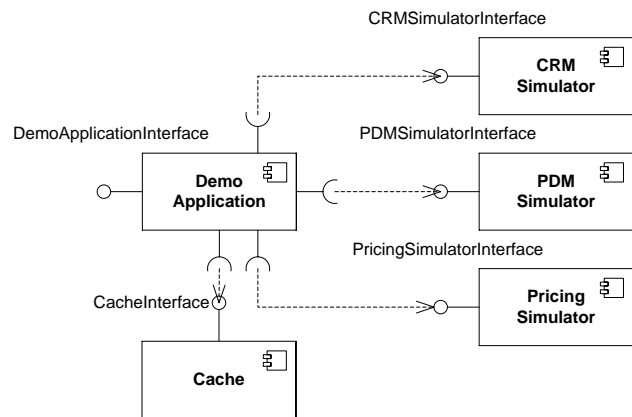 CRMSimulatorInterface
CRM
Simulator
DemoApplicationInterface
PDMSimulatorInterface
Demo
Application
PDM
Simulator
PricingSimulatorInterface
CacheInterface
Pricing
Simulator
Cache